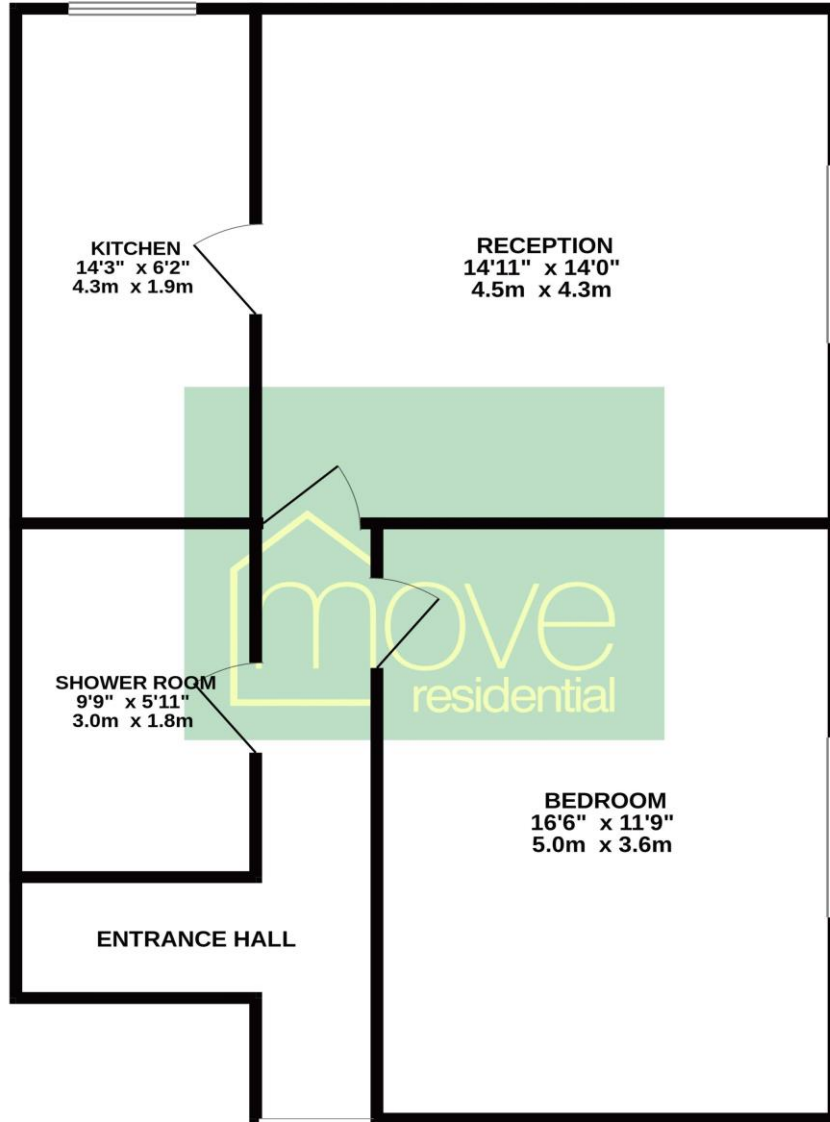 KITCHEN
14'3" x 6'2"
4.3m x 1.9m
RECEPTION
14'11" x 14'0"
4.5m x 4.3m
move
residential
SHOWER ROOM
9'9" x 5'11"
3.0m x 1.8m
BEDROOM
16'6" x 11'9"
5.0m x 3.6m
ENTRANCE HALL